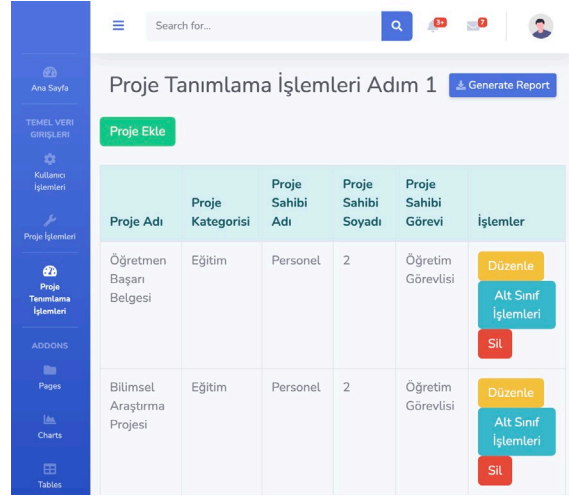 Search for...
3+
7
Ana Sayfa
TEMEL VERI
GIRIŞLERI
Kullanıcı
İşlemleri
Proje İşlemleri
Proje
Tanımlama
İşlemleri
ADDONS
Pages
Charts
Tables
Proje Tanımlama İşlemleri Adım 1
Generate Report
Proje Ekle
Proje Adı
Proje
Kategorisi
Proje
Sahibi
Adı
Proje
Sahibi
Soyadı
Proje
Sahibi
Görevi
İşlemler
Öğretmen
Başarı
Belgesi
Eğitim
Personel
2
Öğretim
Görevlisi
Düzenle
Alt Sınıf
İşlemleri
Sil
Bilimsel
Araştırma
Projesi
Eğitim
Personel
2
Öğretim
Görevlisi
Düzenle
Alt Sınıf
İşlemleri
Sil